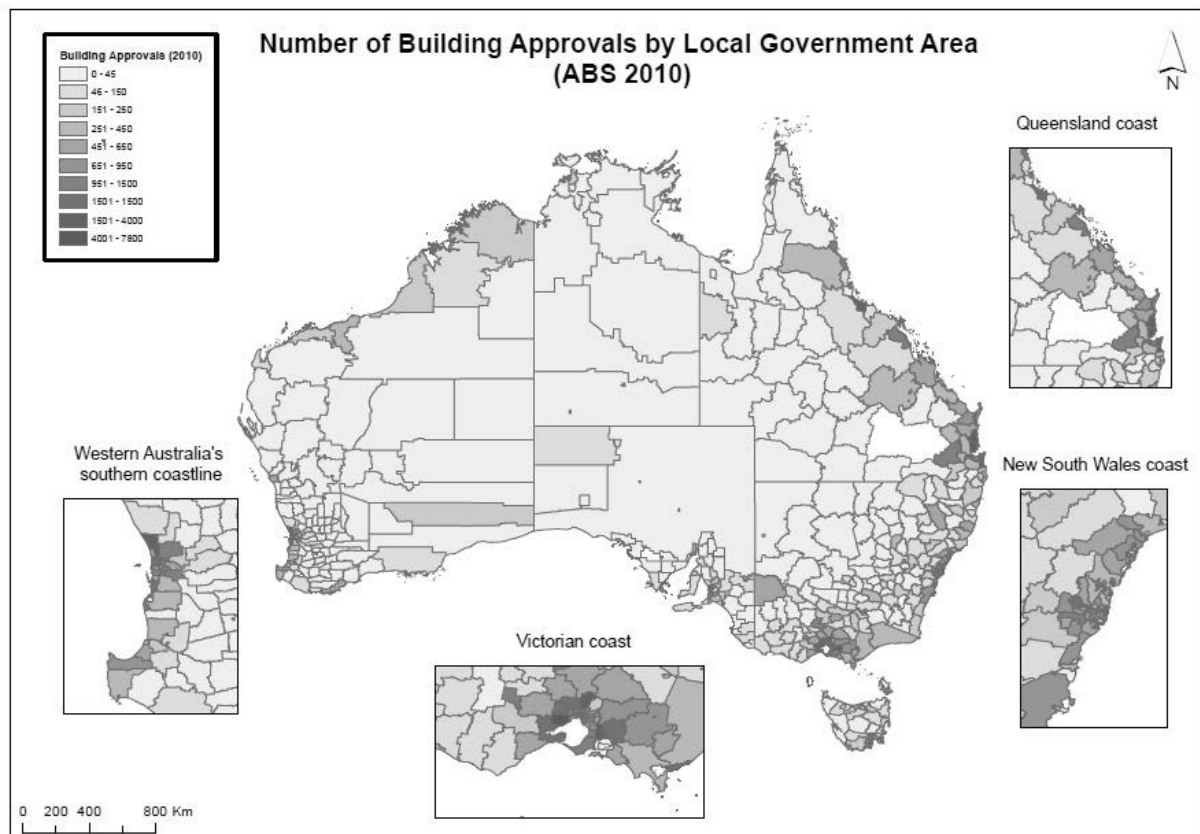 Number of Building Approvals by Local Government Area
(ABS 2010)
Building Approvals (2010)
0 - 45
46 - 150
151 - 250
251 - 450
451 - 650
651 - 950
951 - 1500
1501 - 1500
1501 - 4000
4001 - 7800
N
Queensland coast
Western Australia's
southern coastline
New South Wales coast
Victorian coast
0 200 400 800 Km